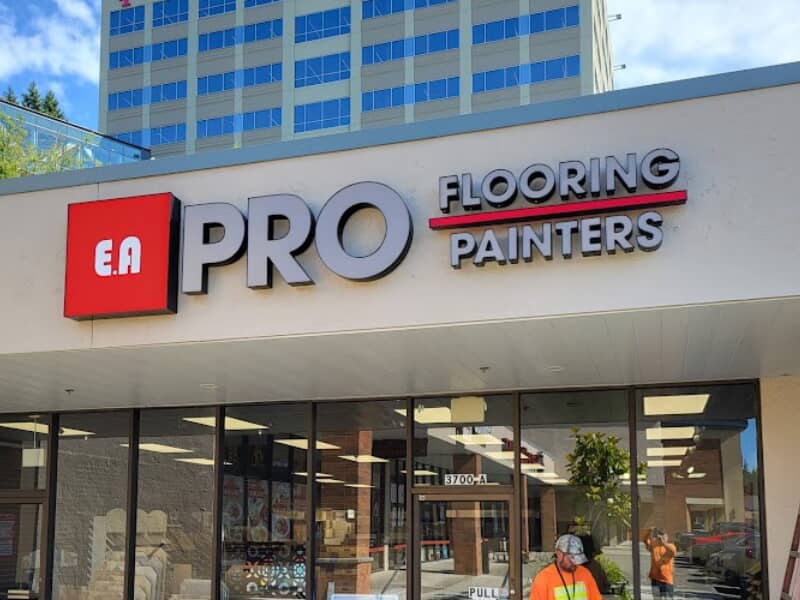 E.A
PRO
FLOORING
PAINTERS
3700-A
PULL